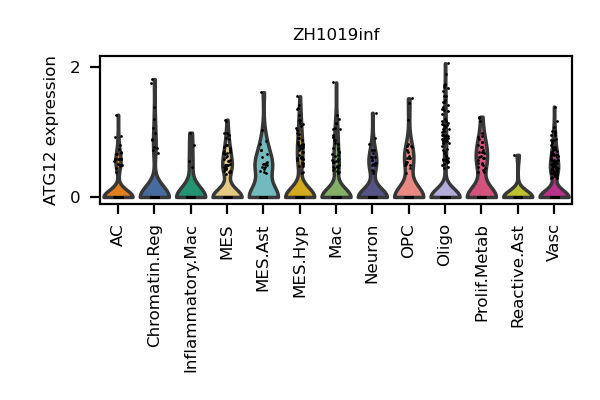 ZH1019inf
ATG12 expression
2
0
AC
Chromatin.Reg
Inflammatory.Mac
MES
MES.Ast
MES.Hyp
Mac
Neuron
OPC
Oligo
Prolif.Metab
Reactive.Ast
Vasc